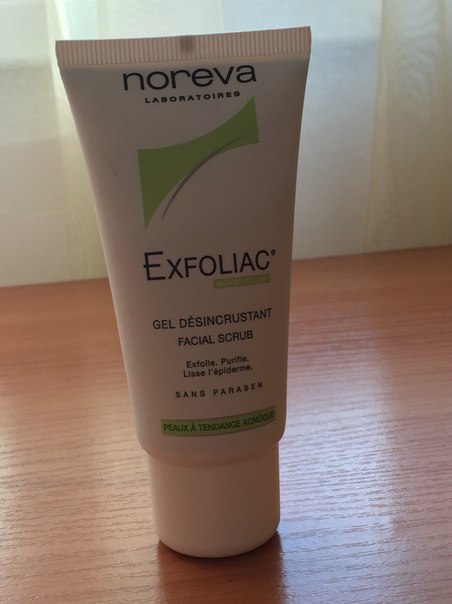 noreva
LABORATOIRES
EXFOLIAC®
GEL DÉSINCRUSTANT
FACIAL SCRUB
Exfolie. Purifie.
Lisse l'épiderme.
SANS PARABEN
PEAUX À TENDANCE ACNÉIQUE